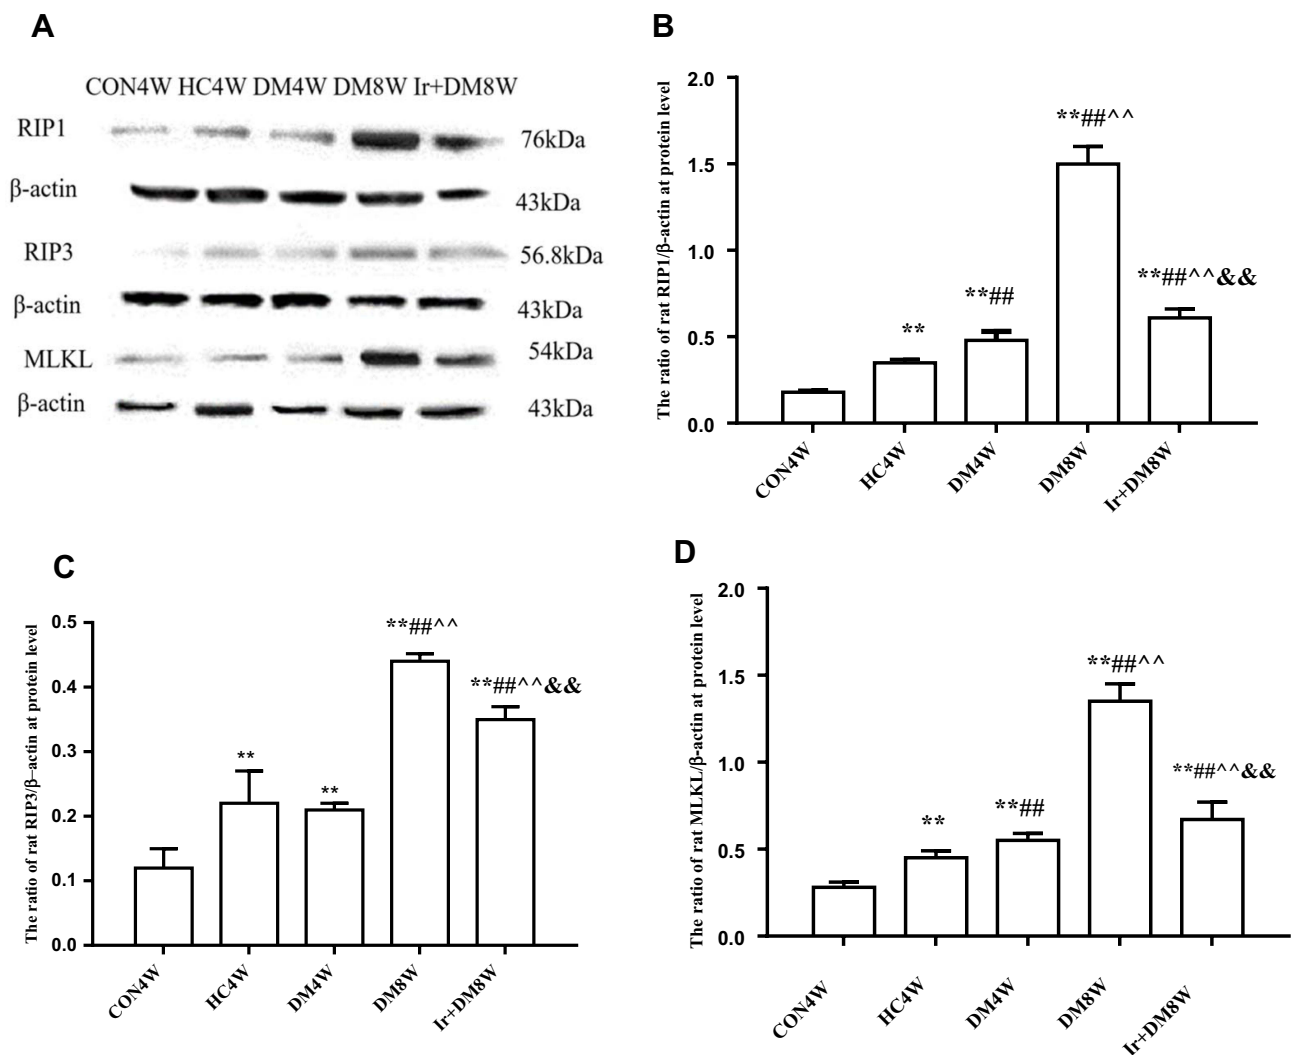 A
CON4W HC4W DM4W DM8W Ir+DM8W
RIP1
76kDa
β-actin
43kDa
RIP3
56.8kDa
β-actin
43kDa
MLKL
54kDa
β-actin
43kDa
B
The ratio of rat RIP1/β-actin at protein level
2.0
1.5
1.0
0.5
0.0
**
**##
**##^^
**##^^&&
CON4W
HC4W
DM4W
DM8W
Ir+DM8W
C
The ratio of rat RIP3/β–actin at protein level
0.5
0.4
0.3
0.2
0.1
0.0
**
**
**##^^
**##^^&&
CON4W
HC4W
DM4W
DM8W
Ir+DM8W
D
The ratio of rat MLKL/β-actin at protein level
2.0
1.5
1.0
0.5
0.0
**
**##
**##^^
**##^^&&
CON4W
HC4W
DM4W
DM8W
Ir+DM8W